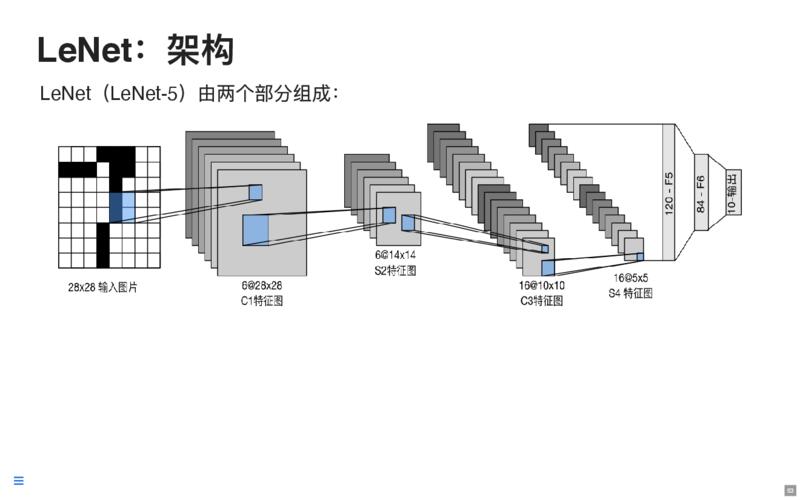 LeNet：架构
LeNet（LeNet-5）由两个部分组成：
28x28 输入图片
6@28x28
C1特征图
6@14x14
S2特征图
16@10x10
C3特征图
16@5x5
S4 特征图
120 - F5
84 - F6
10-输出